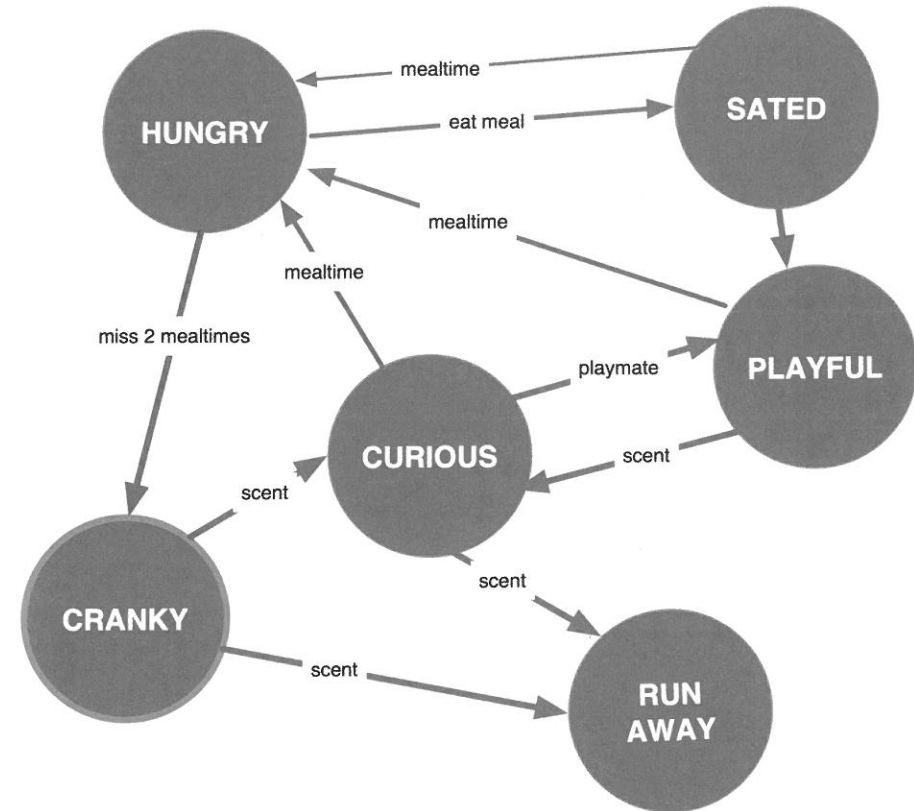 mealtime
HUNGRY
SATED
eat meal
mealtime
mealtime
miss 2 mealtimes
playmate
PLAYFUL
CURIOUS
scent
scent
scent
CRANKY
scent
RUN
AWAY